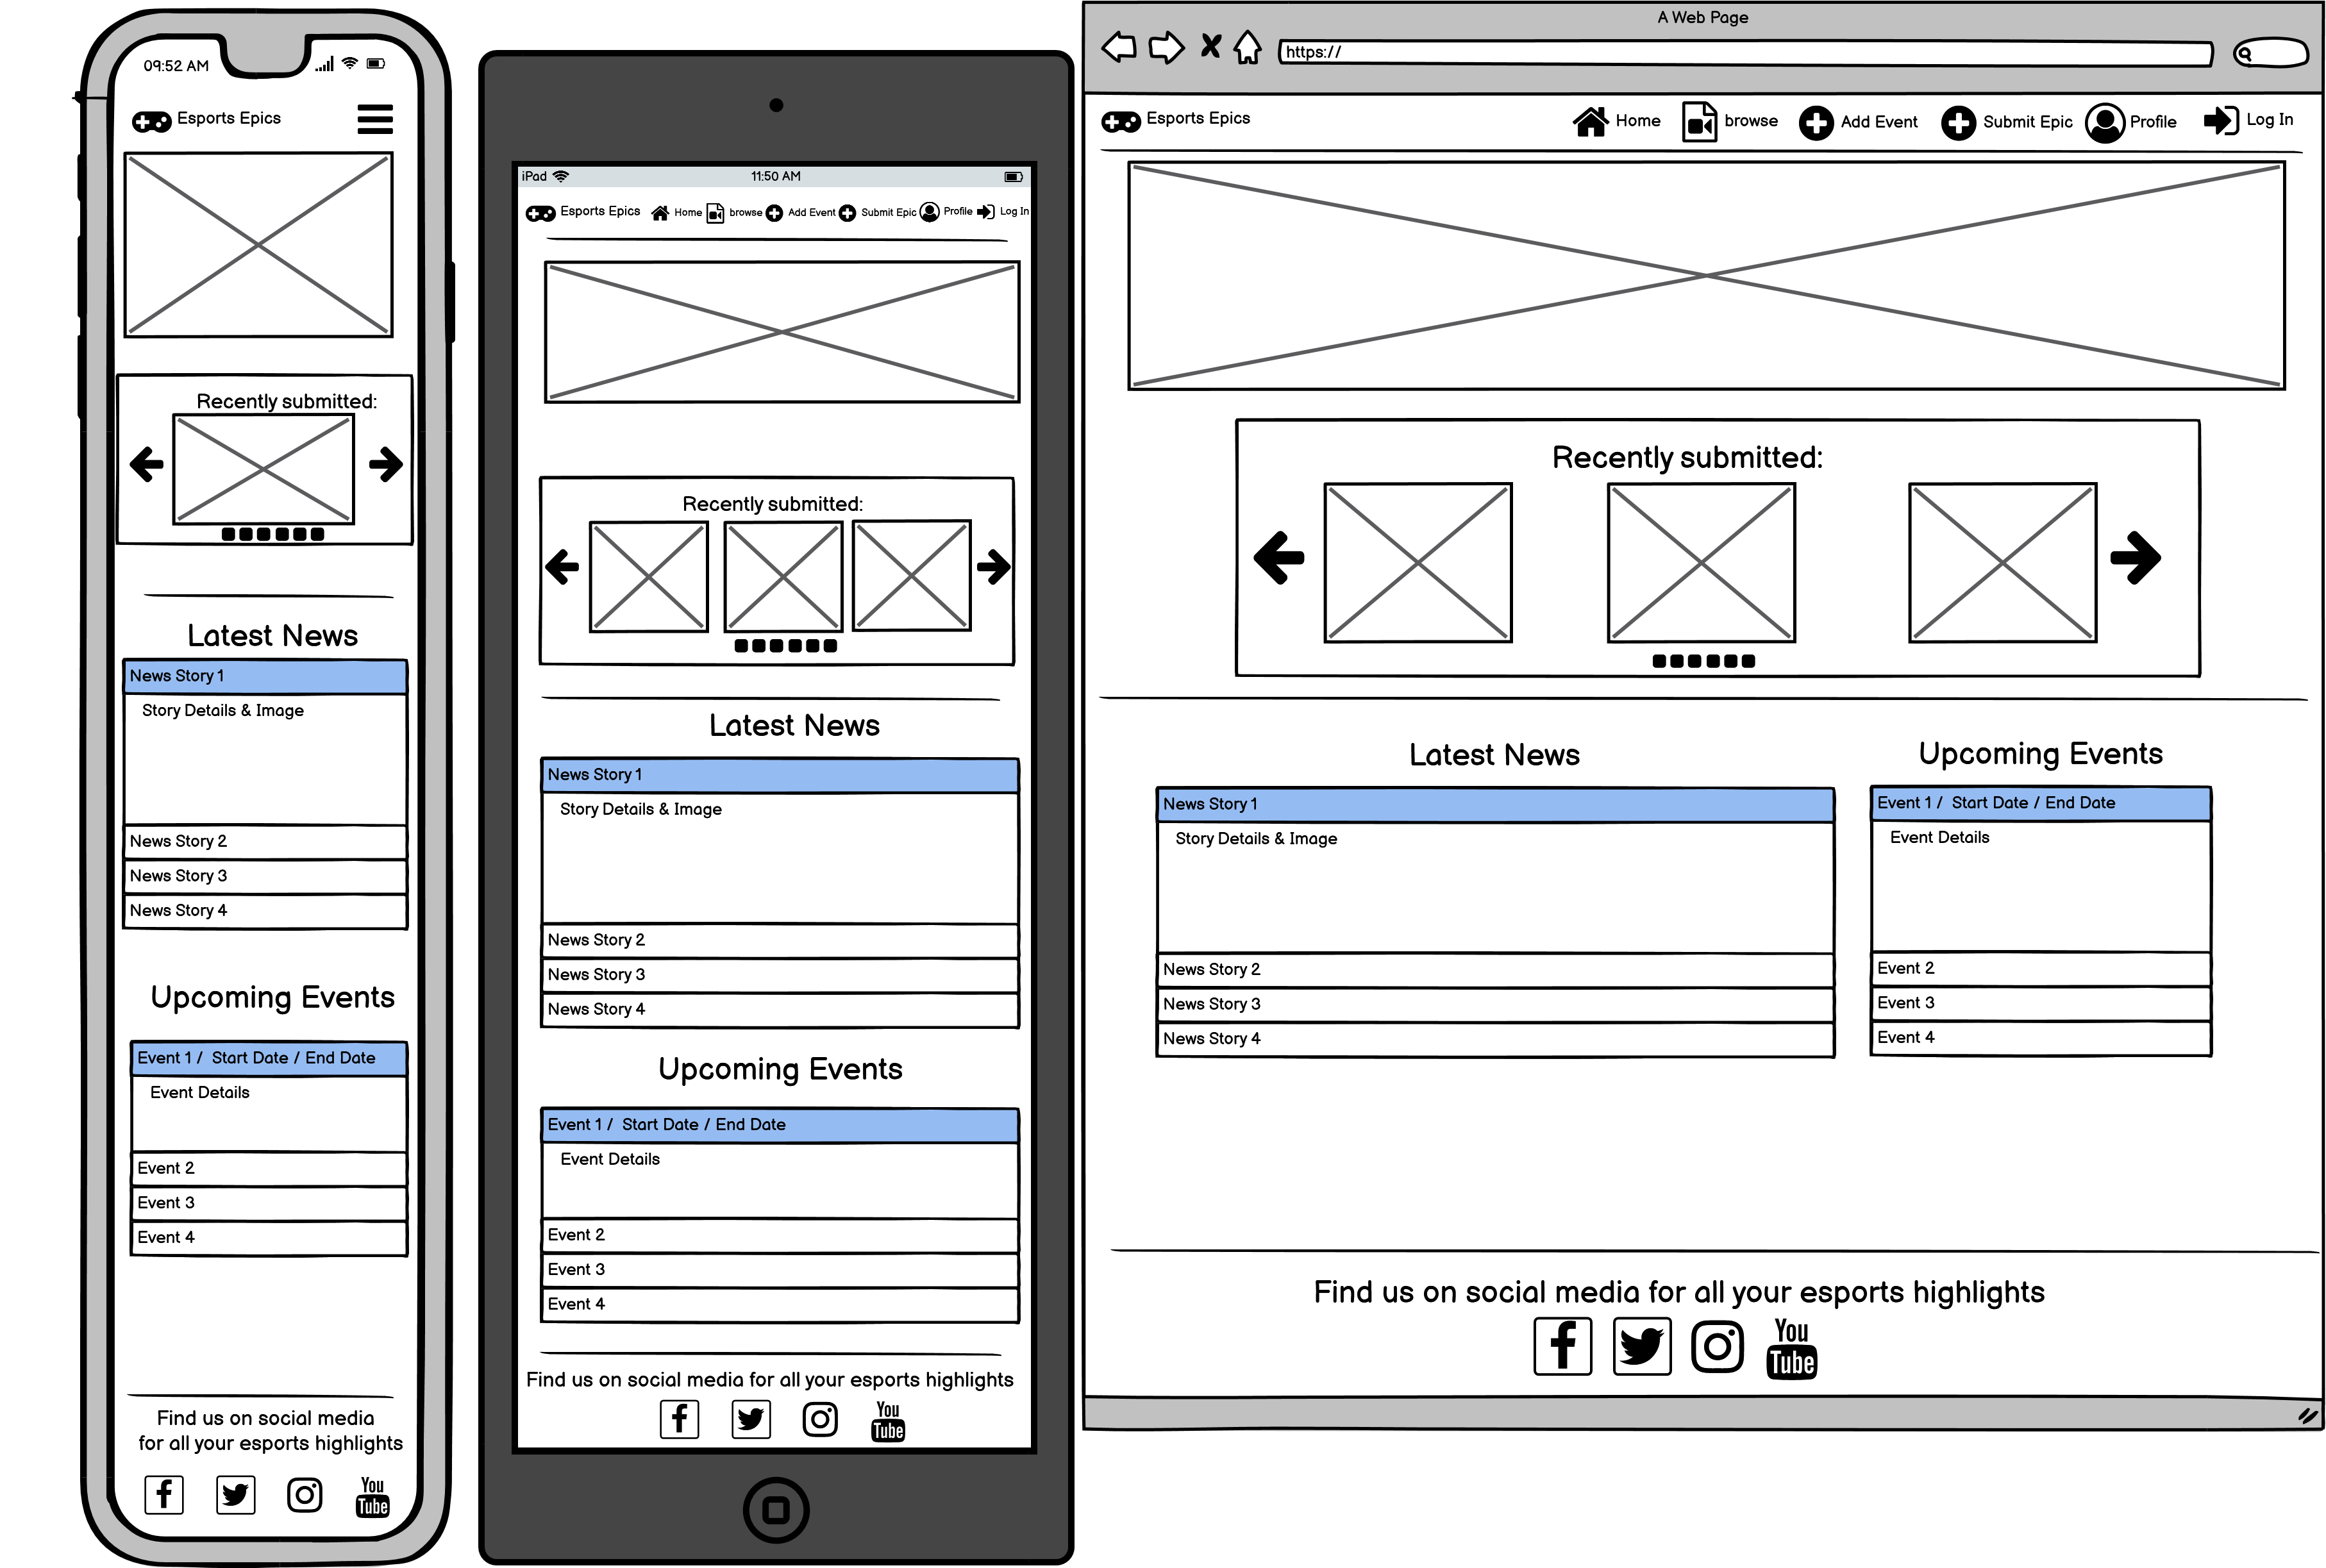 09:52 AM
Esports Epics
Recently submitted:
Latest News
News Story 1
Story Details & Image
News Story 2
News Story 3
News Story 4
Upcoming Events
Event 1 / Start Date / End Date
Event Details
Event 2
Event 3
Event 4
Find us on social media
for all your esports highlights
You
Tube
iPad 11:50 AM
Esports Epics Home browse Add Event Submit Epic Profile Log In
Recently submitted:
Latest News
News Story 1
Story Details & Image
News Story 2
News Story 3
News Story 4
Upcoming Events
Event 1 / Start Date / End Date
Event Details
Event 2
Event 3
Event 4
Find us on social media for all your esports highlights
You
Tube
A Web Page
https://
Esports Epics Home browse Add Event Submit Epic Profile Log In
Recently submitted:
Latest News
News Story 1
Story Details & Image
News Story 2
News Story 3
News Story 4
Upcoming Events
Event 1 / Start Date / End Date
Event Details
Event 2
Event 3
Event 4
Find us on social media for all your esports highlights
You
Tube